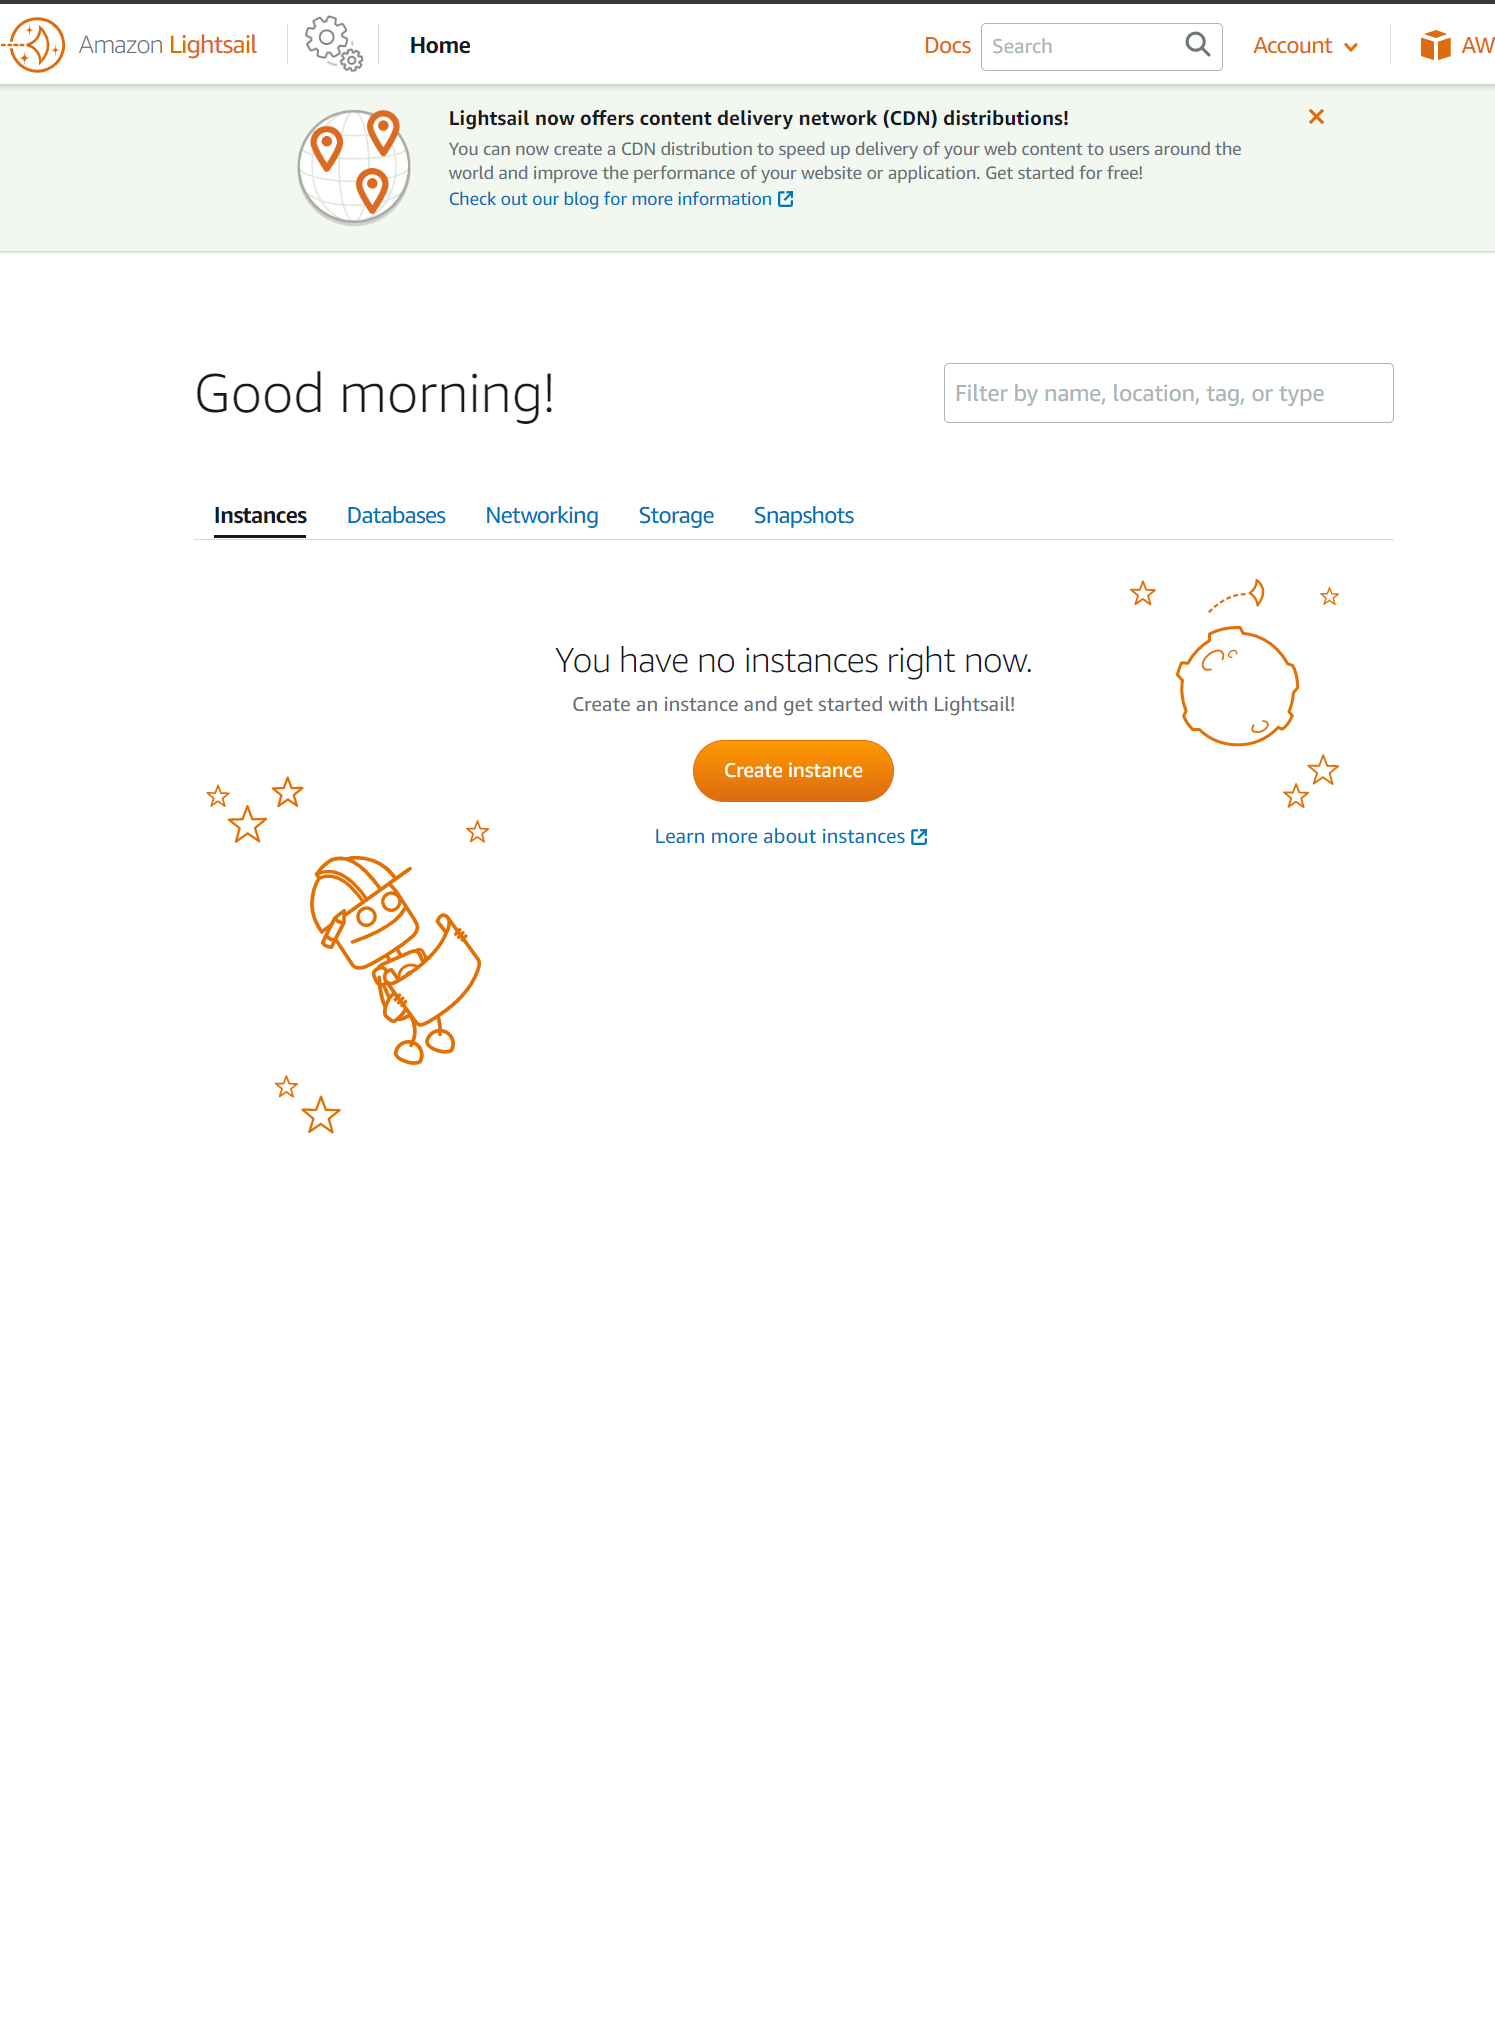 Amazon Lightsail
Home
Docs
Search
Account
AW
Lightsail now offers content delivery network (CDN) distributions!
You can now create a CDN distribution to speed up delivery of your web content to users around the
world and improve the performance of your website or application. Get started for free!
Check out our blog for more information
Good morning!
Filter by name, location, tag, or type
Instances
Databases
Networking
Storage
Snapshots
You have no instances right now.
Create an instance and get started with Lightsail!
Create instance
Learn more about instances